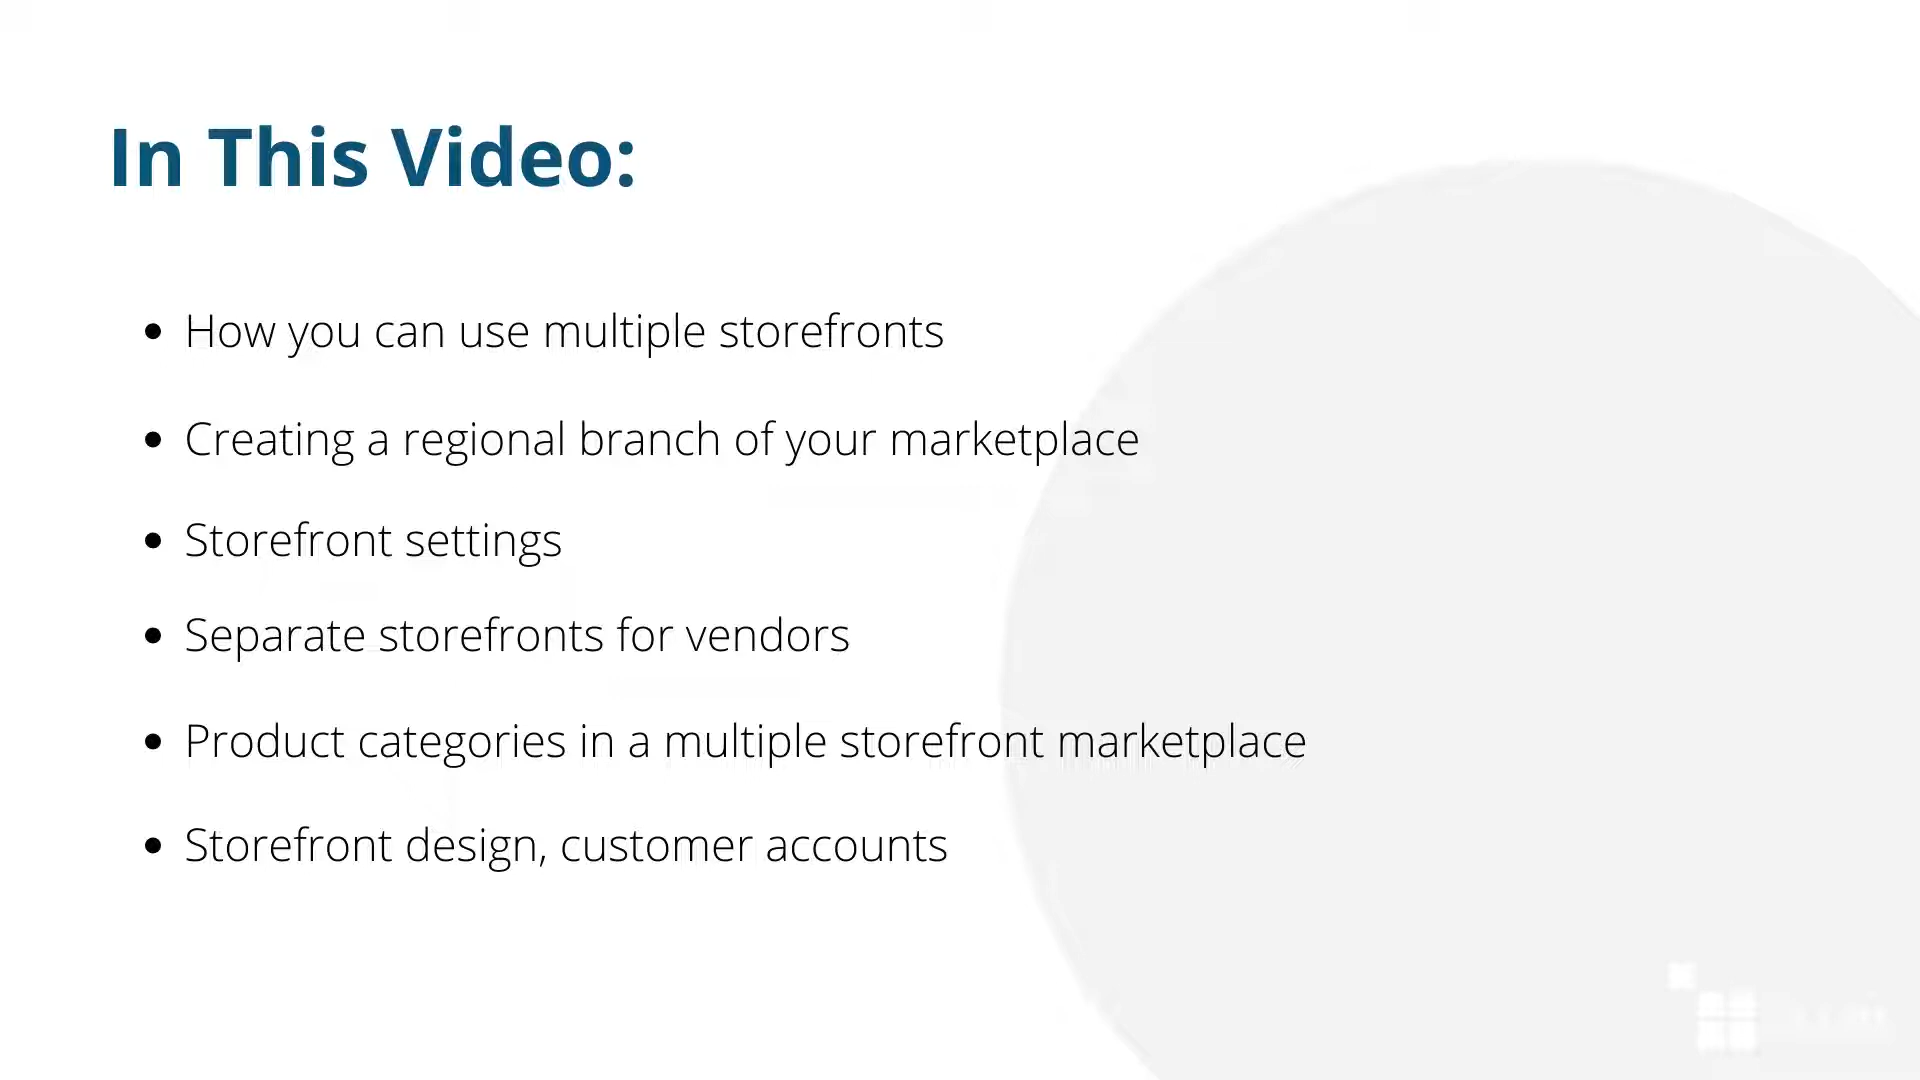 In This Video:
How you can use multiple storefronts
Creating a regional branch of your marketplace
Storefront settings
Separate storefronts for vendors
Product categories in a multiple storefront marketplace
Storefront design, customer accounts